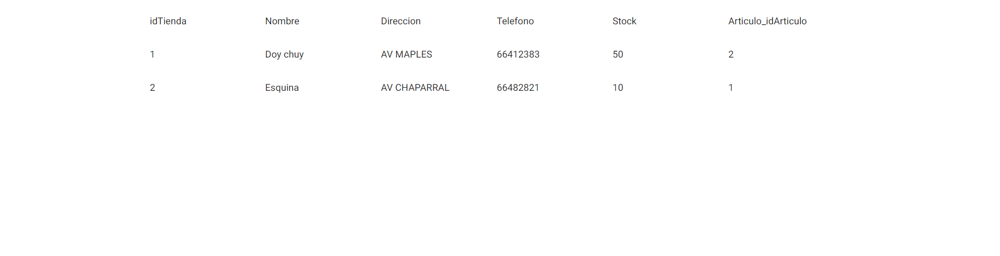 idTienda Nombre Direccion Telefono Stock Articulo_idArticulo
1 Doy chuy AV MAPLES 66412383 50 2
2 Esquina AV CHAPARRAL 66482821 10 1